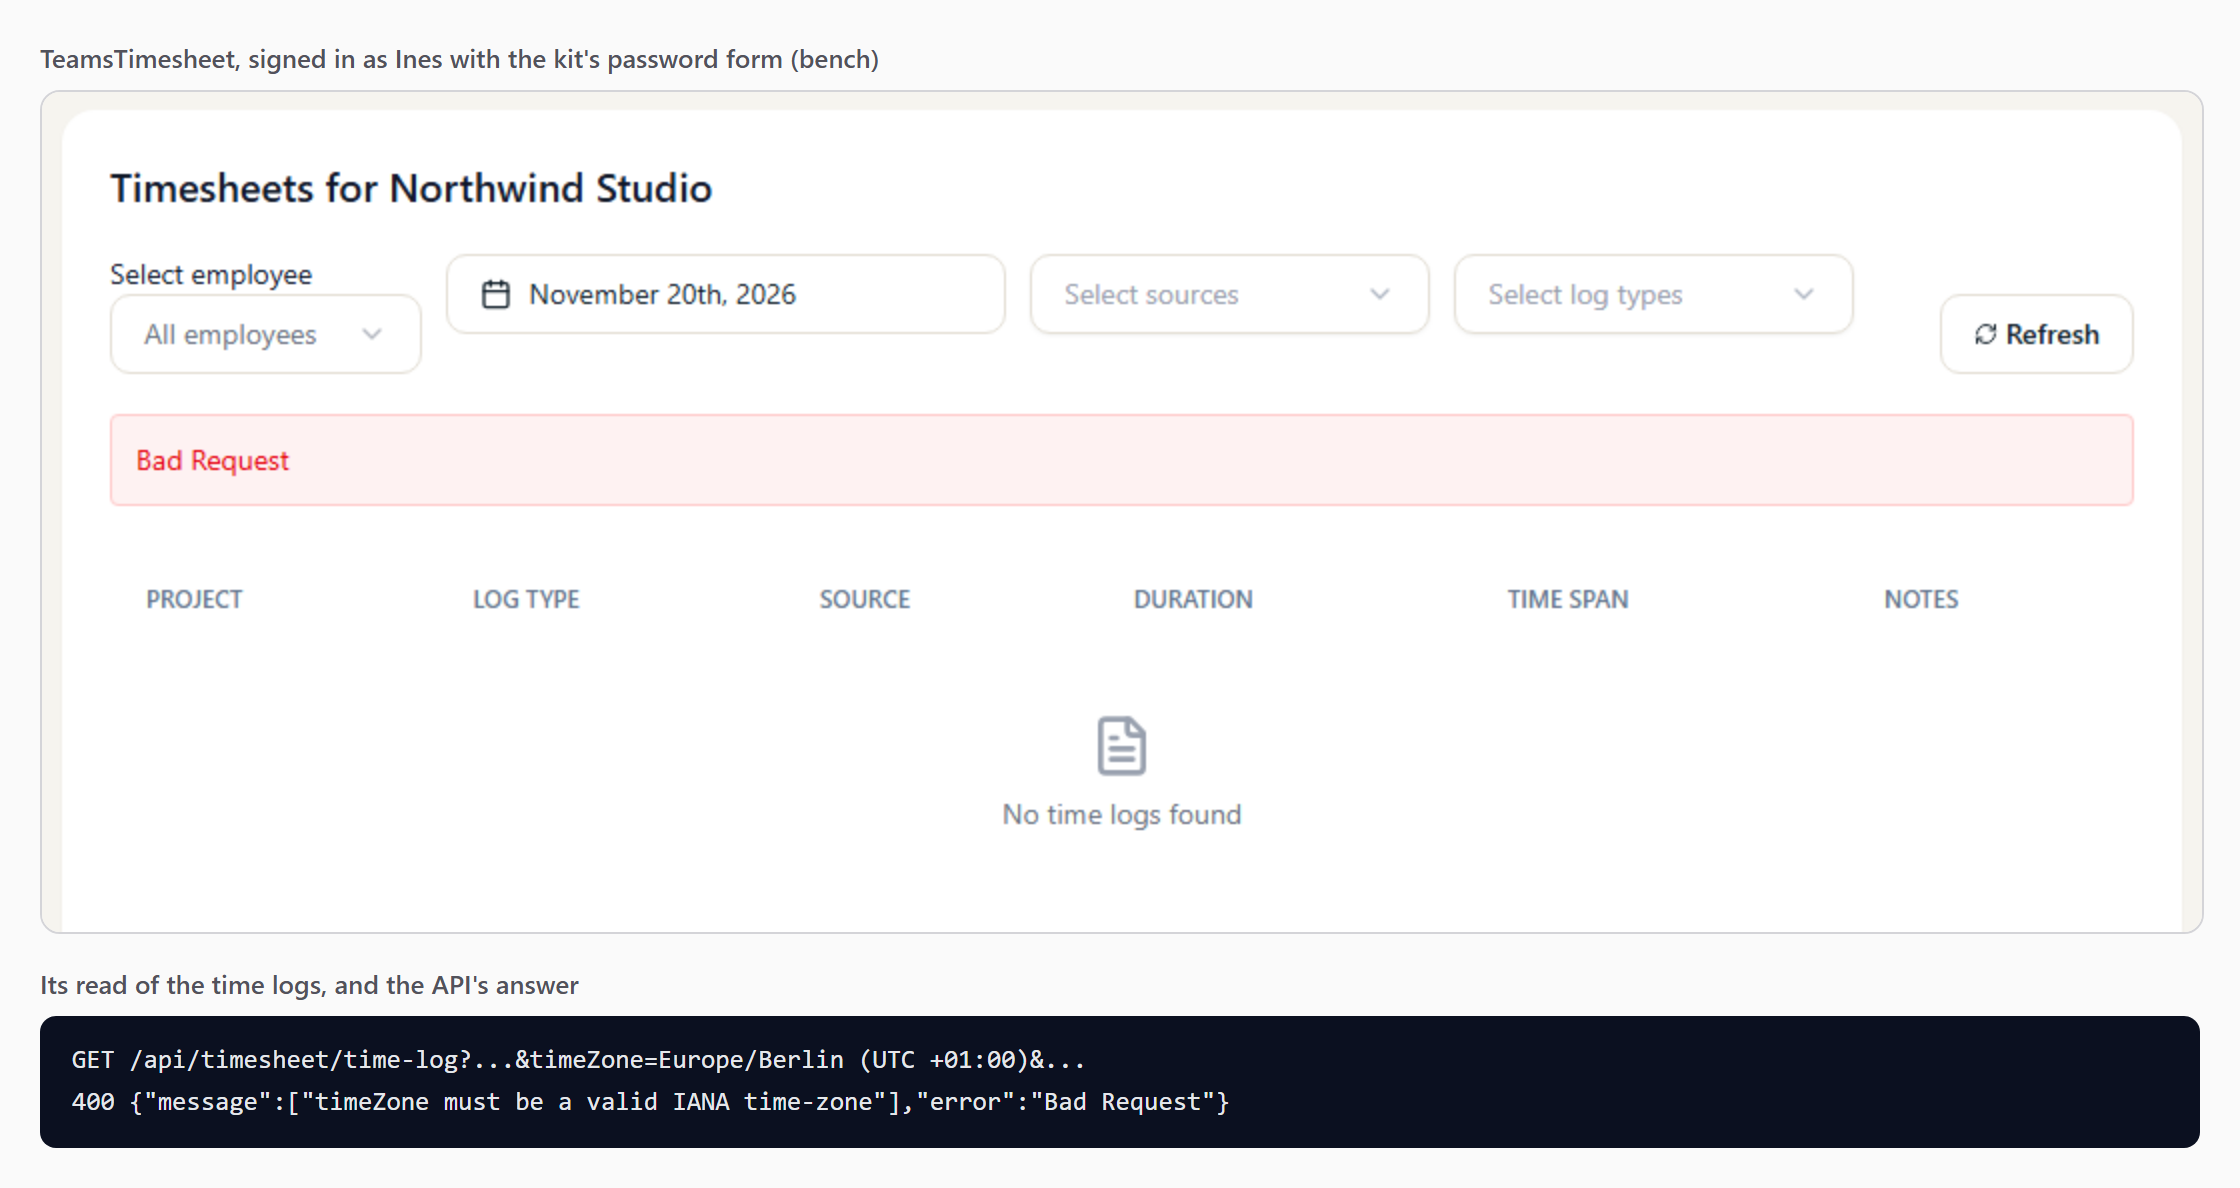 TeamsTimesheet, signed in as Ines with the kit's password form (bench)
Timesheets for Northwind Studio
Select employee
All employees
November 20th, 2026
Select sources
Select log types
Refresh
Bad Request
PROJECT
LOG TYPE
SOURCE
DURATION
TIME SPAN
NOTES
No time logs found
Its read of the time logs, and the API's answer
GET /api/timesheet/time-log?...&timeZone=Europe/Berlin (UTC +01:00)&...
400 {"message":["timeZone must be a valid IANA time-zone"],"error":"Bad Request"}